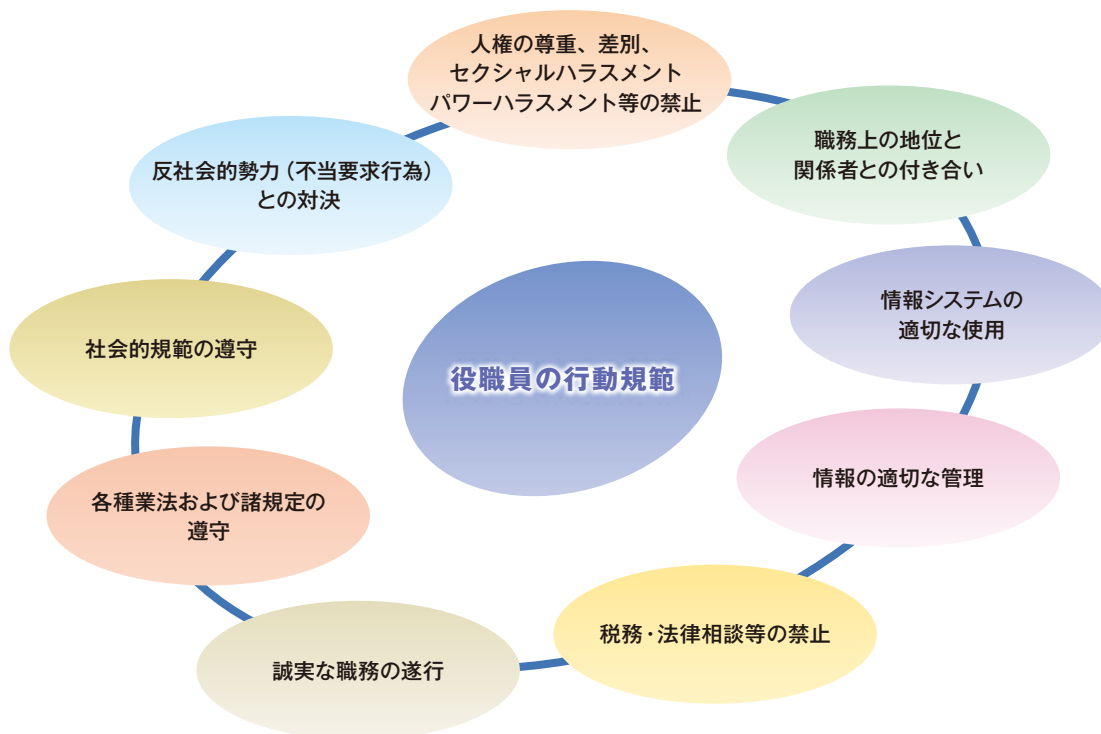 人権の尊重、差別、
セクシャルハラスメント
パワーハラスメント等の禁止
職務上の地位と
関係者との付き合い
情報システムの
適切な使用
情報の適切な管理
税務・法律相談等の禁止
誠実な職務の遂行
各種業法および諸規定の
遵守
社会的規範の遵守
反社会的勢力（不当要求行為）
との対決
役職員の行動規範